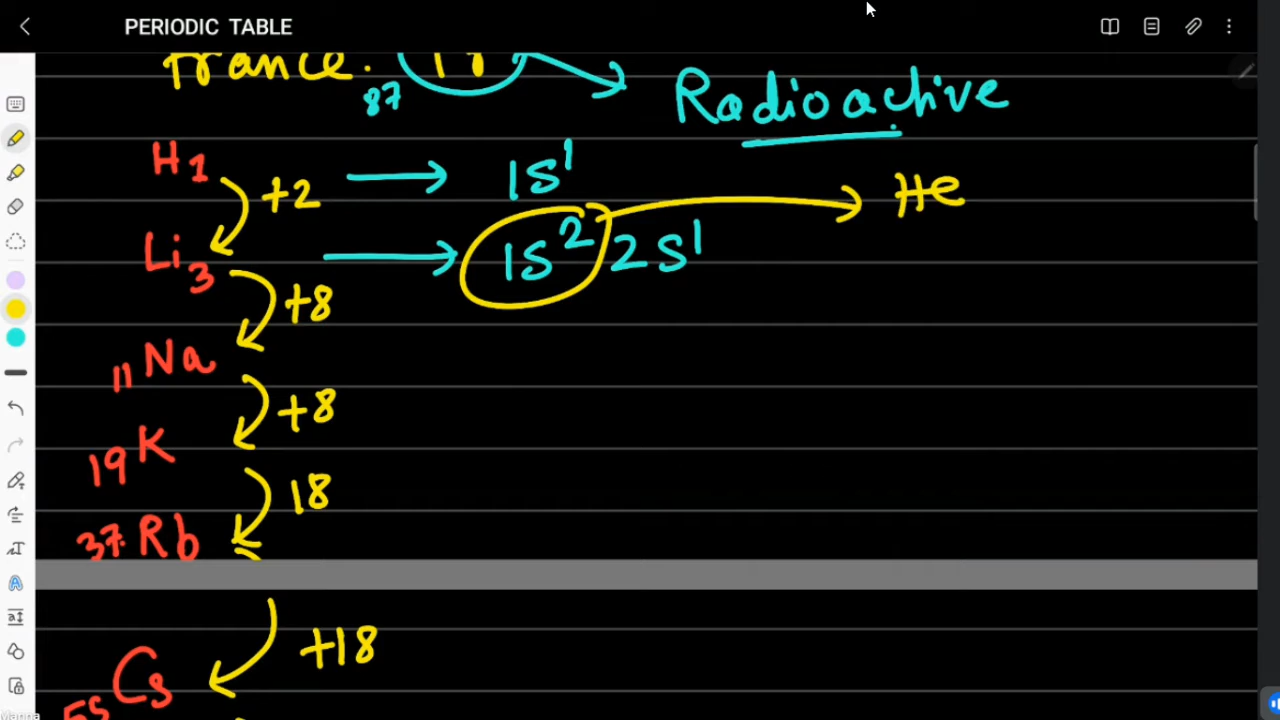 PERIODIC TABLE
France. Fr
87
Radioactive
H 1 → 1s¹
+2
He
Li 3 → 1s² 2s¹
+8
11 Na
+8
19 K
18
37 Rb
+18
55 Cs